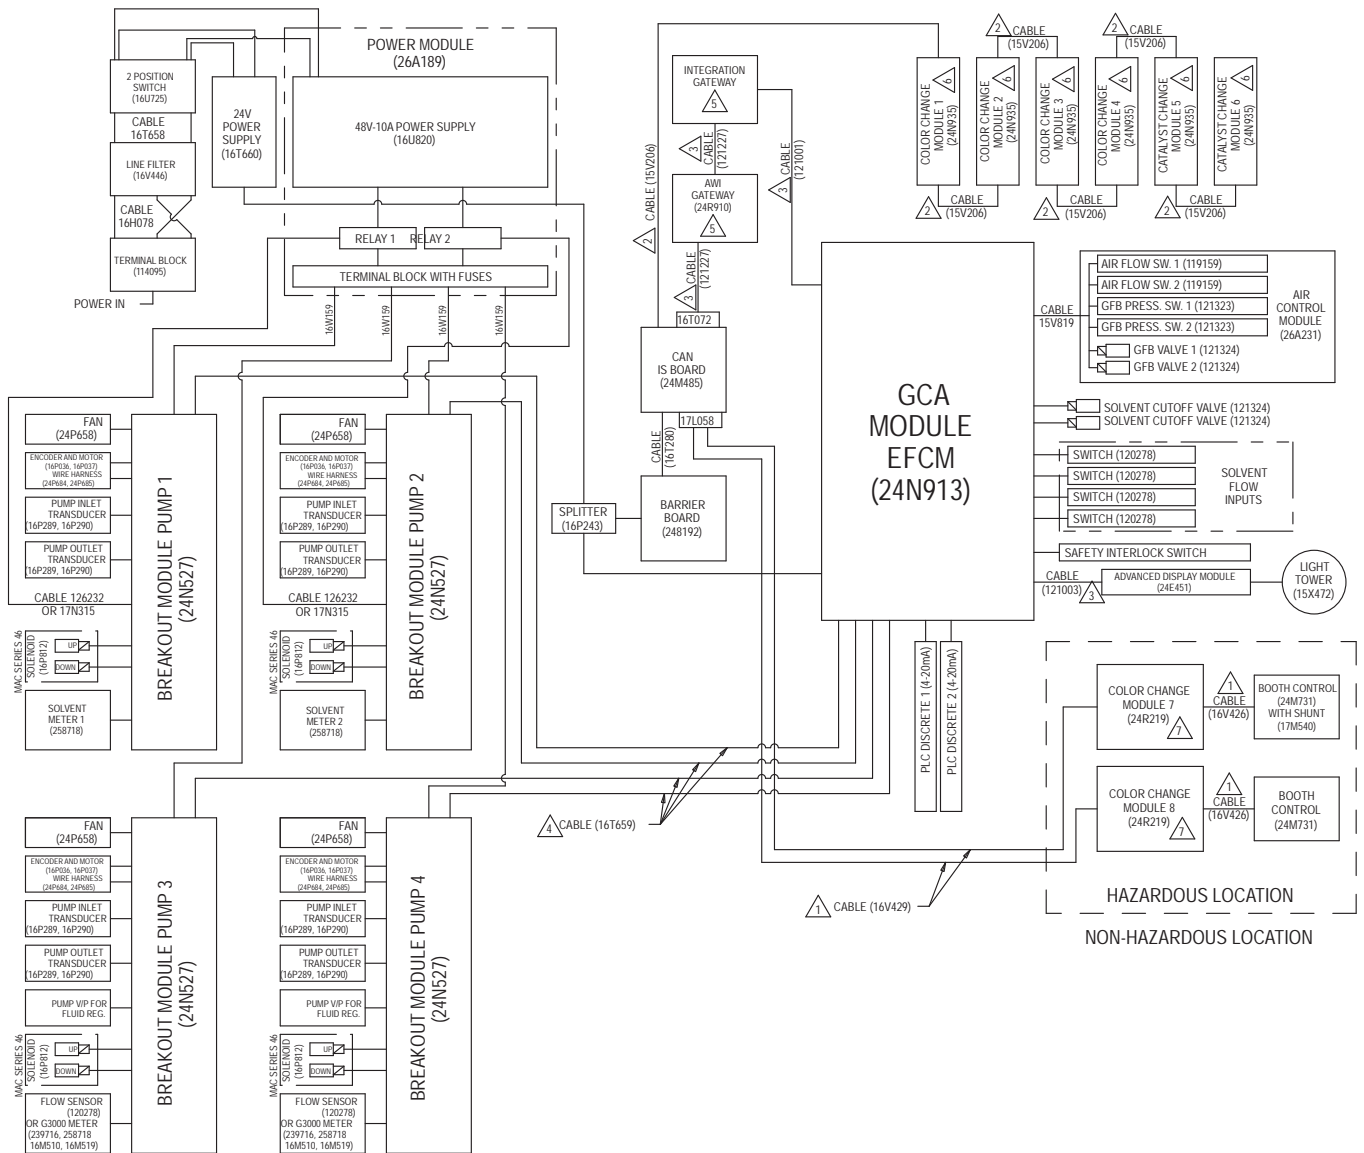 POWER MODULE
(26A189)
2 POSITION
SWITCH
(16U725)
CABLE
16T658
LINE FILTER
(16V446)
CABLE
16H078
TERMINAL BLOCK
(114095)
POWER IN
24V
POWER
SUPPLY
(16T660)
48V-10A POWER SUPPLY
(16U820)
RELAY 1
RELAY 2
TERMINAL BLOCK WITH FUSES
16W159
16W159
16W159
16W159
INTEGRATION
GATEWAY
5
3
CABLE
(121227)
AWI
GATEWAY
(24R910)
5
3
CABLE
(121227)
3
CABLE
(121001)
2
CABLE (15V206)
16T072
CAN
IS BOARD
(24M485)
17L058
CABLE
(16T280)
BARRIER
BOARD
(248192)
SPLITTER
(16P243)
2
CABLE
(15V206)
2
CABLE
(15V206)
COLOR CHANGE
MODULE 1
(24N935)
6
COLOR CHANGE
MODULE 2
(24N935)
6
COLOR CHANGE
MODULE 3
(24N935)
6
COLOR CHANGE
MODULE 4
(24N935)
6
CATALYST CHANGE
MODULE 5
(24N935)
6
CATALYST CHANGE
MODULE 6
(24N935)
6
2
CABLE
(15V206)
2
CABLE
(15V206)
2
CABLE
(15V206)
GCA
MODULE
EFCM
(24N913)
CABLE
15V819
AIR FLOW SW. 1 (119159)
AIR FLOW SW. 2 (119159)
GFB PRESS. SW. 1 (121323)
GFB PRESS. SW. 2 (121323)
GFB VALVE 1 (121324)
GFB VALVE 2 (121324)
AIR
CONTROL
MODULE
(26A231)
SOLVENT CUTOFF VALVE (121324)
SOLVENT CUTOFF VALVE (121324)
SWITCH (120278)
SWITCH (120278)
SWITCH (120278)
SWITCH (120278)
SOLVENT
FLOW
INPUTS
SAFETY INTERLOCK SWITCH
CABLE
(121003)
3
ADVANCED DISPLAY MODULE
(24E451)
LIGHT
TOWER
(15X472)
PLC DISCRETE 1 (4-20mA)
PLC DISCRETE 2 (4-20mA)
COLOR CHANGE
MODULE 7
(24R219)
7
1
CABLE
(16V426)
BOOTH CONTROL
(24M731)
WITH SHUNT
(17M540)
COLOR CHANGE
MODULE 8
(24R219)
7
1
CABLE
(16V426)
BOOTH
CONTROL
(24M731)
HAZARDOUS LOCATION
NON-HAZARDOUS LOCATION
4
CABLE (16T659)
1
CABLE (16V429)
FAN
(24P658)
ENCODER AND MOTOR
(16P036, 16P037)
WIRE HARNESS
(24P684, 24P685)
PUMP INLET
TRANSDUCER
(16P289, 16P290)
PUMP OUTLET
TRANSDUCER
(16P289, 16P290)
CABLE 126232
OR 17N315
MAC SERIES 46
SOLENOID
(16P812)
UP
DOWN
SOLVENT
METER 1
(258718)
BREAKOUT MODULE PUMP 1
(24N527)
FAN
(24P658)
ENCODER AND MOTOR
(16P036, 16P037)
WIRE HARNESS
(24P684, 24P685)
PUMP INLET
TRANSDUCER
(16P289, 16P290)
PUMP OUTLET
TRANSDUCER
(16P289, 16P290)
CABLE 126232
OR 17N315
MAC SERIES 46
SOLENOID
(16P812)
UP
DOWN
SOLVENT
METER 2
(258718)
BREAKOUT MODULE PUMP 2
(24N527)
FAN
(24P658)
ENCODER AND MOTOR
(16P036, 16P037)
WIRE HARNESS
(24P684, 24P685)
PUMP INLET
TRANSDUCER
(16P289, 16P290)
PUMP OUTLET
TRANSDUCER
(16P289, 16P290)
PUMP V/P FOR
FLUID REG.
MAC SERIES 46
SOLENOID
(16P812)
UP
DOWN
FLOW SENSOR
(120278)
OR G3000 METER
(239716, 258718
16M510, 16M519)
BREAKOUT MODULE PUMP 3
(24N527)
FAN
(24P658)
ENCODER AND MOTOR
(16P036, 16P037)
WIRE HARNESS
(24P684, 24P685)
PUMP INLET
TRANSDUCER
(16P289, 16P290)
PUMP OUTLET
TRANSDUCER
(16P289, 16P290)
PUMP V/P FOR
FLUID REG.
MAC SERIES 46
SOLENOID
(16P812)
UP
DOWN
FLOW SENSOR
(120278)
OR G3000 METER
(239716, 258718
16M510, 16M519)
BREAKOUT MODULE PUMP 4
(24N527)